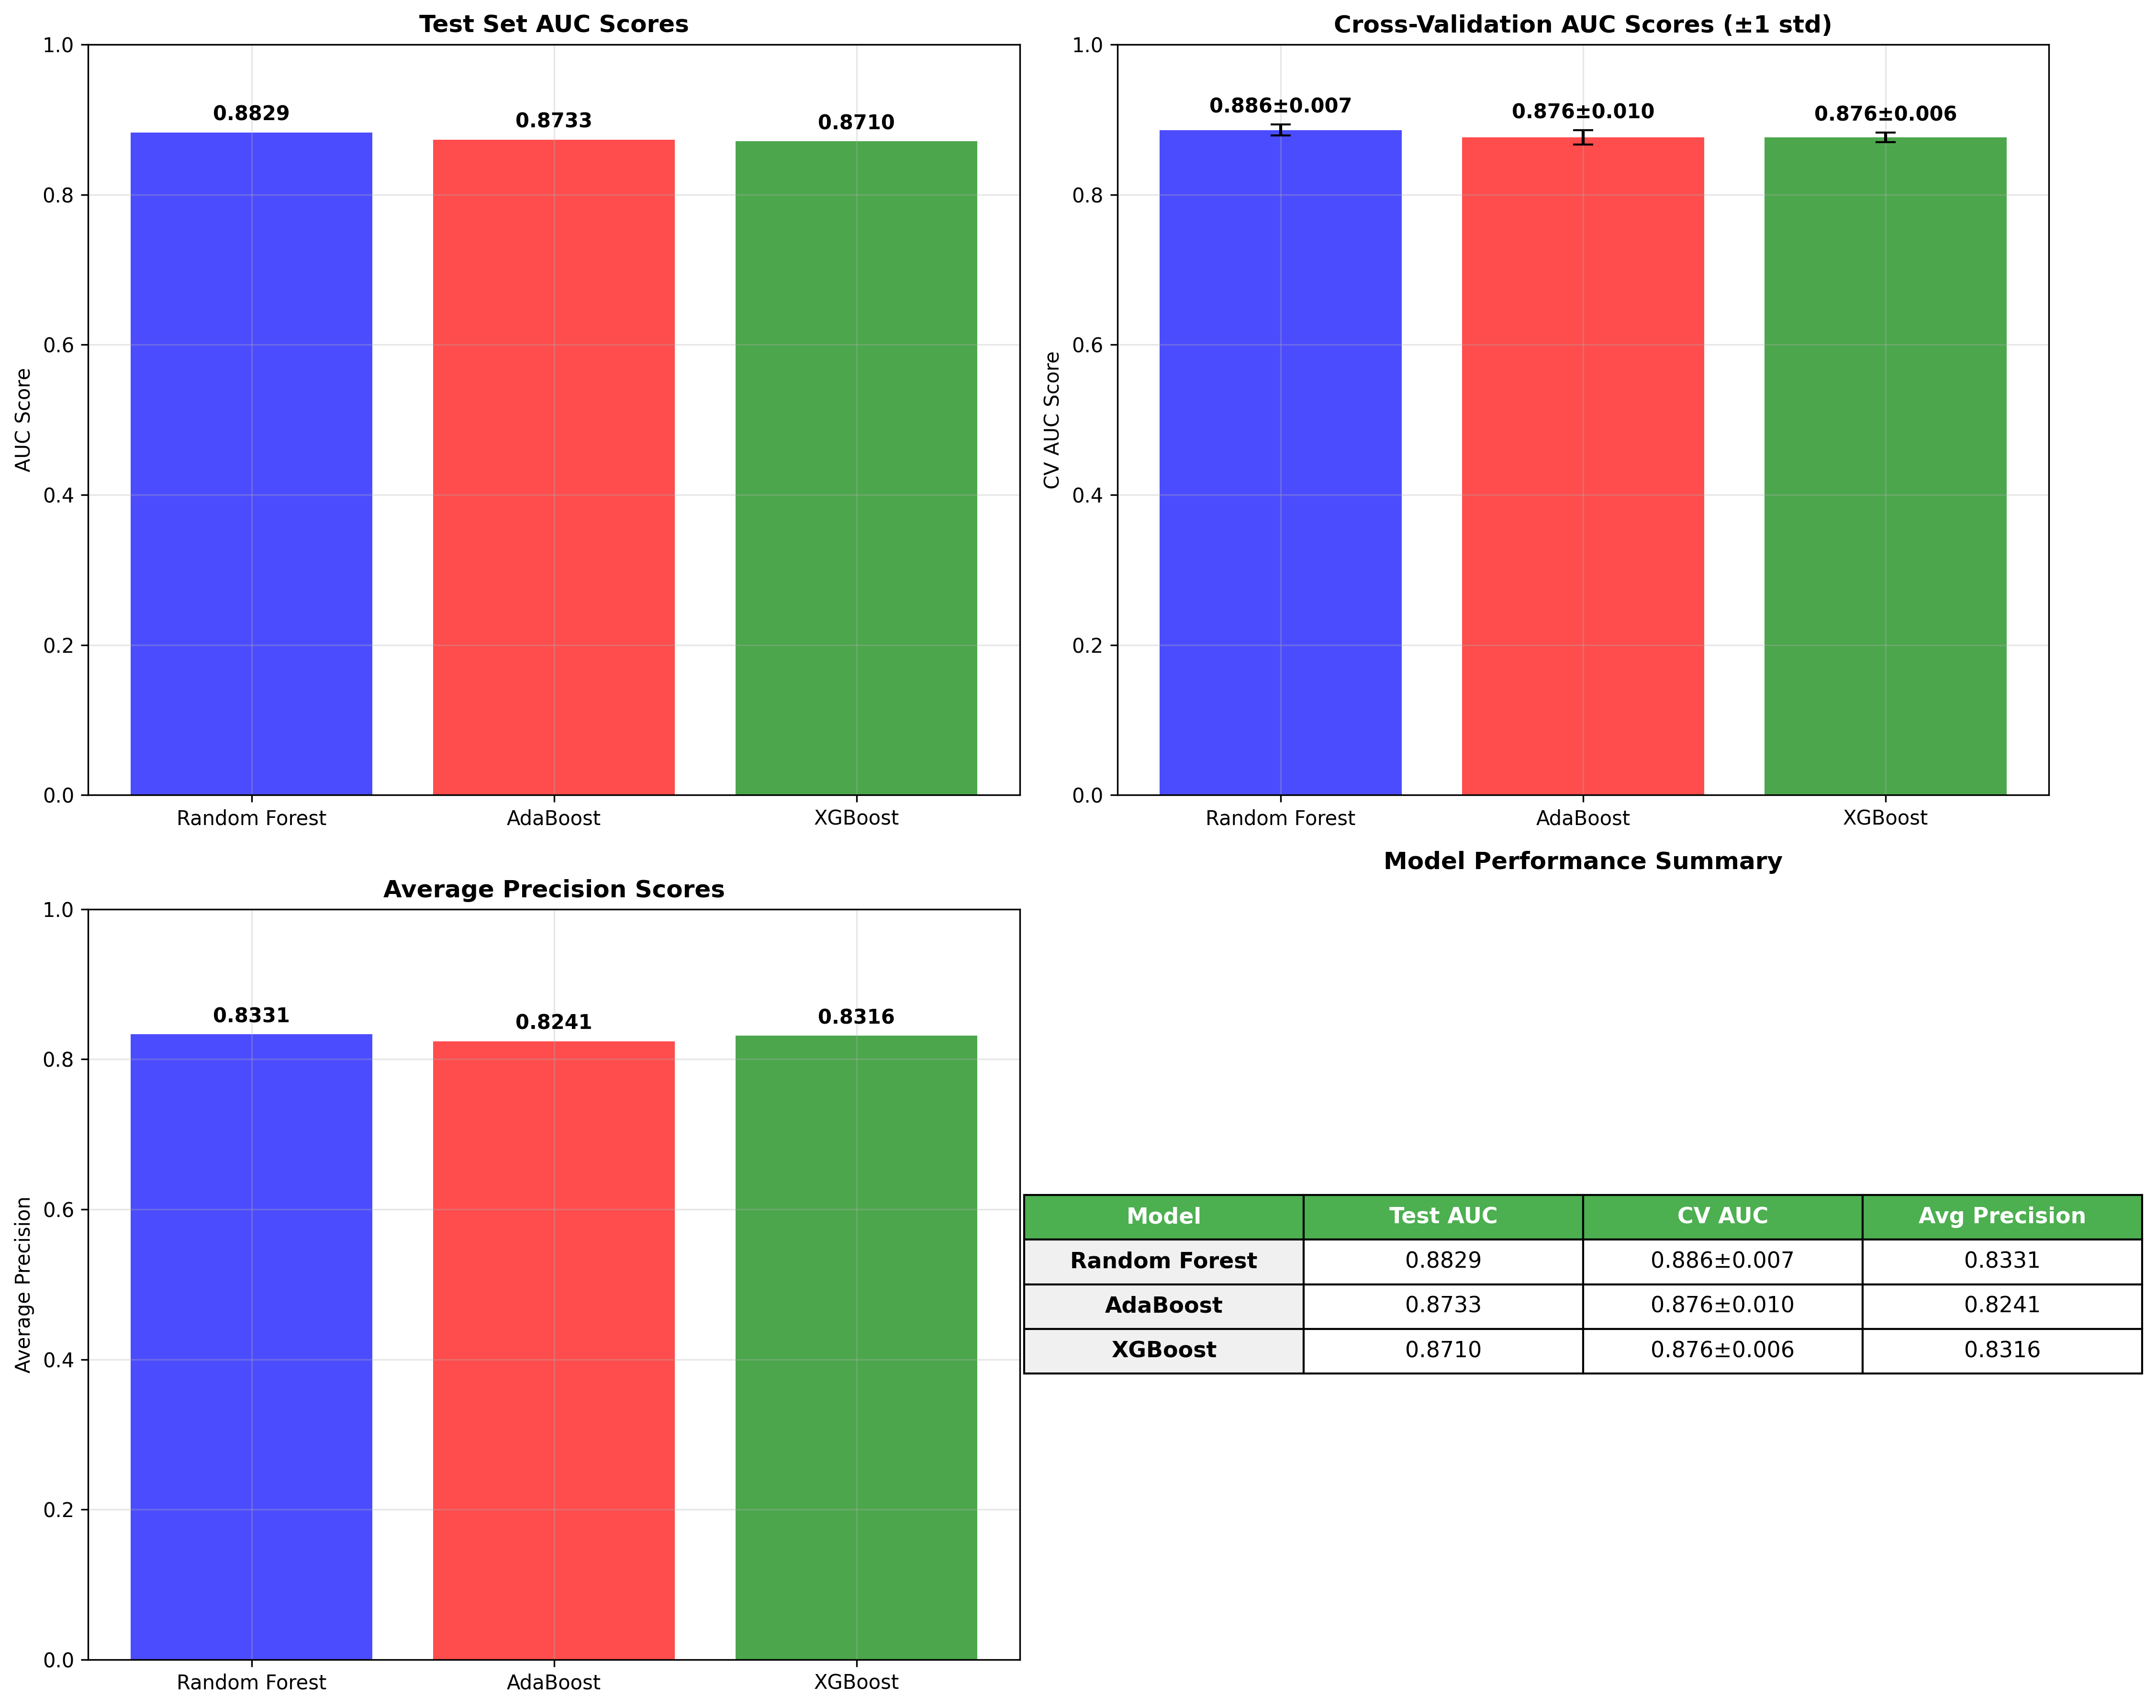 Test Set AUC Scores
1.0
0.8
0.6
0.4
0.2
0.0
AUC Score
0.8829
0.8733
0.8710
Random Forest
AdaBoost
XGBoost
Cross-Validation AUC Scores (±1 std)
1.0
0.8
0.6
0.4
0.2
0.0
CV AUC Score
0.886±0.007
0.876±0.010
0.876±0.006
Random Forest
AdaBoost
XGBoost
Average Precision Scores
1.0
0.8
0.6
0.4
0.2
0.0
Average Precision
0.8331
0.8241
0.8316
Random Forest
AdaBoost
XGBoost
Model Performance Summary
Model Test AUC CV AUC Avg Precision
Random Forest 0.8829 0.886±0.007 0.8331
AdaBoost 0.8733 0.876±0.010 0.8241
XGBoost 0.8710 0.876±0.006 0.8316